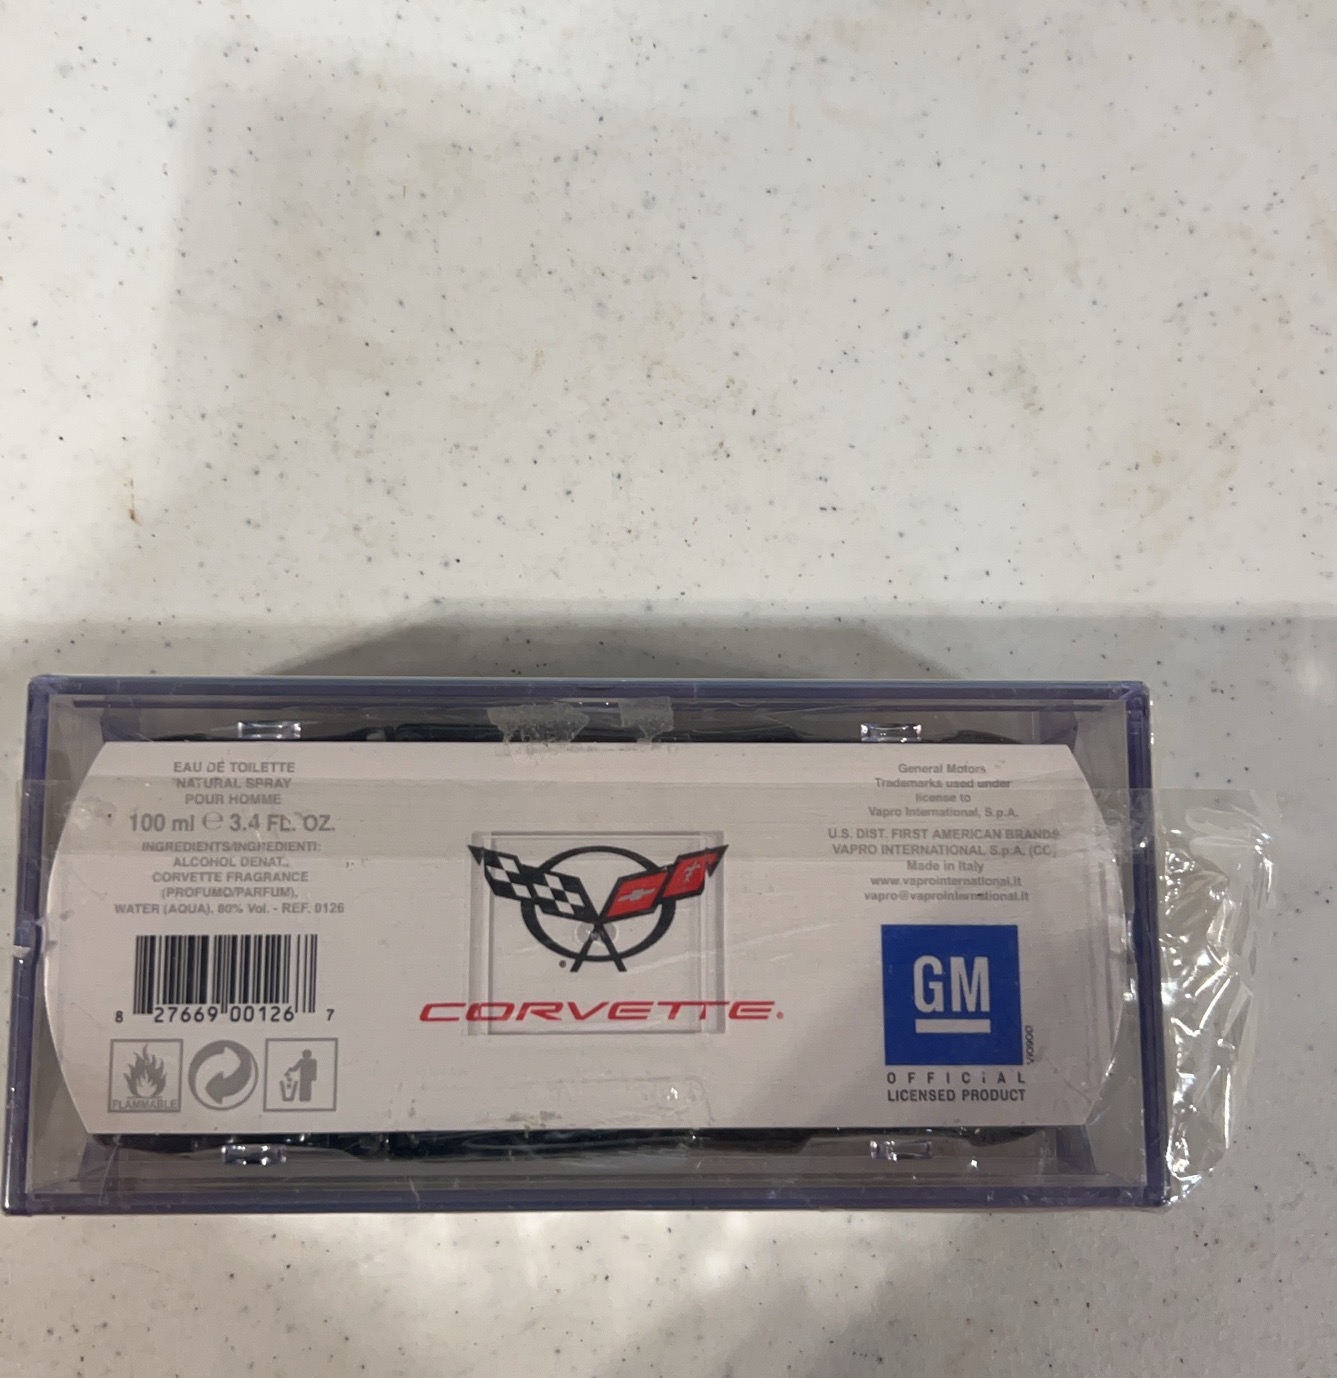 EAU DE TOILETTE
NATURAL SPRAY
POUR HOMME
100 ml ℮ 3.4 FL. OZ.
INGREDIENTS/INGREDIENTI:
ALCOHOL DENAT.,
CORVETTE FRAGRANCE
(PROFUMO/PARFUM),
WATER (AQUA), 80% Vol. - REF. 0126
8 27669 00126 7
FLAMMABLE
CORVETTE®
General Motors
Trademarks used under
license to
Vapro International, S.p.A.
U.S. DIST. FIRST AMERICAN BRANDS
VAPRO INTERNATIONAL S.p.A. (CC)
Made in Italy
www.vaprointernational.it
vapro@vaprointernational.it
GM
OFFICIAL
LICENSED PRODUCT